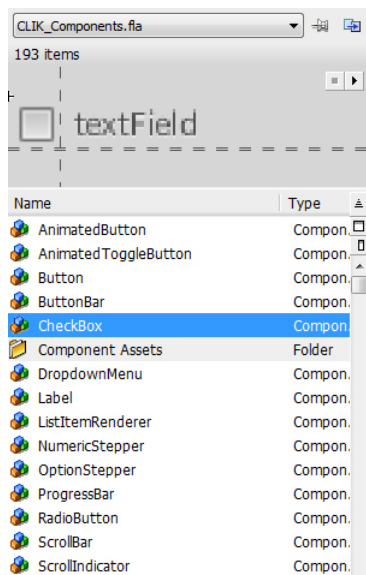 CLIK_Components.fla
193 items
textField
Name Type
AnimatedButton Compon.
AnimatedToggleButton Compon.
Button Compon.
ButtonBar Compon.
CheckBox Compon.
Component Assets Folder
DropdownMenu Compon.
Label Compon.
ListItemRenderer Compon.
NumericStepper Compon.
OptionStepper Compon.
ProgressBar Compon.
RadioButton Compon.
ScrollBar Compon.
ScrollIndicator Compon.